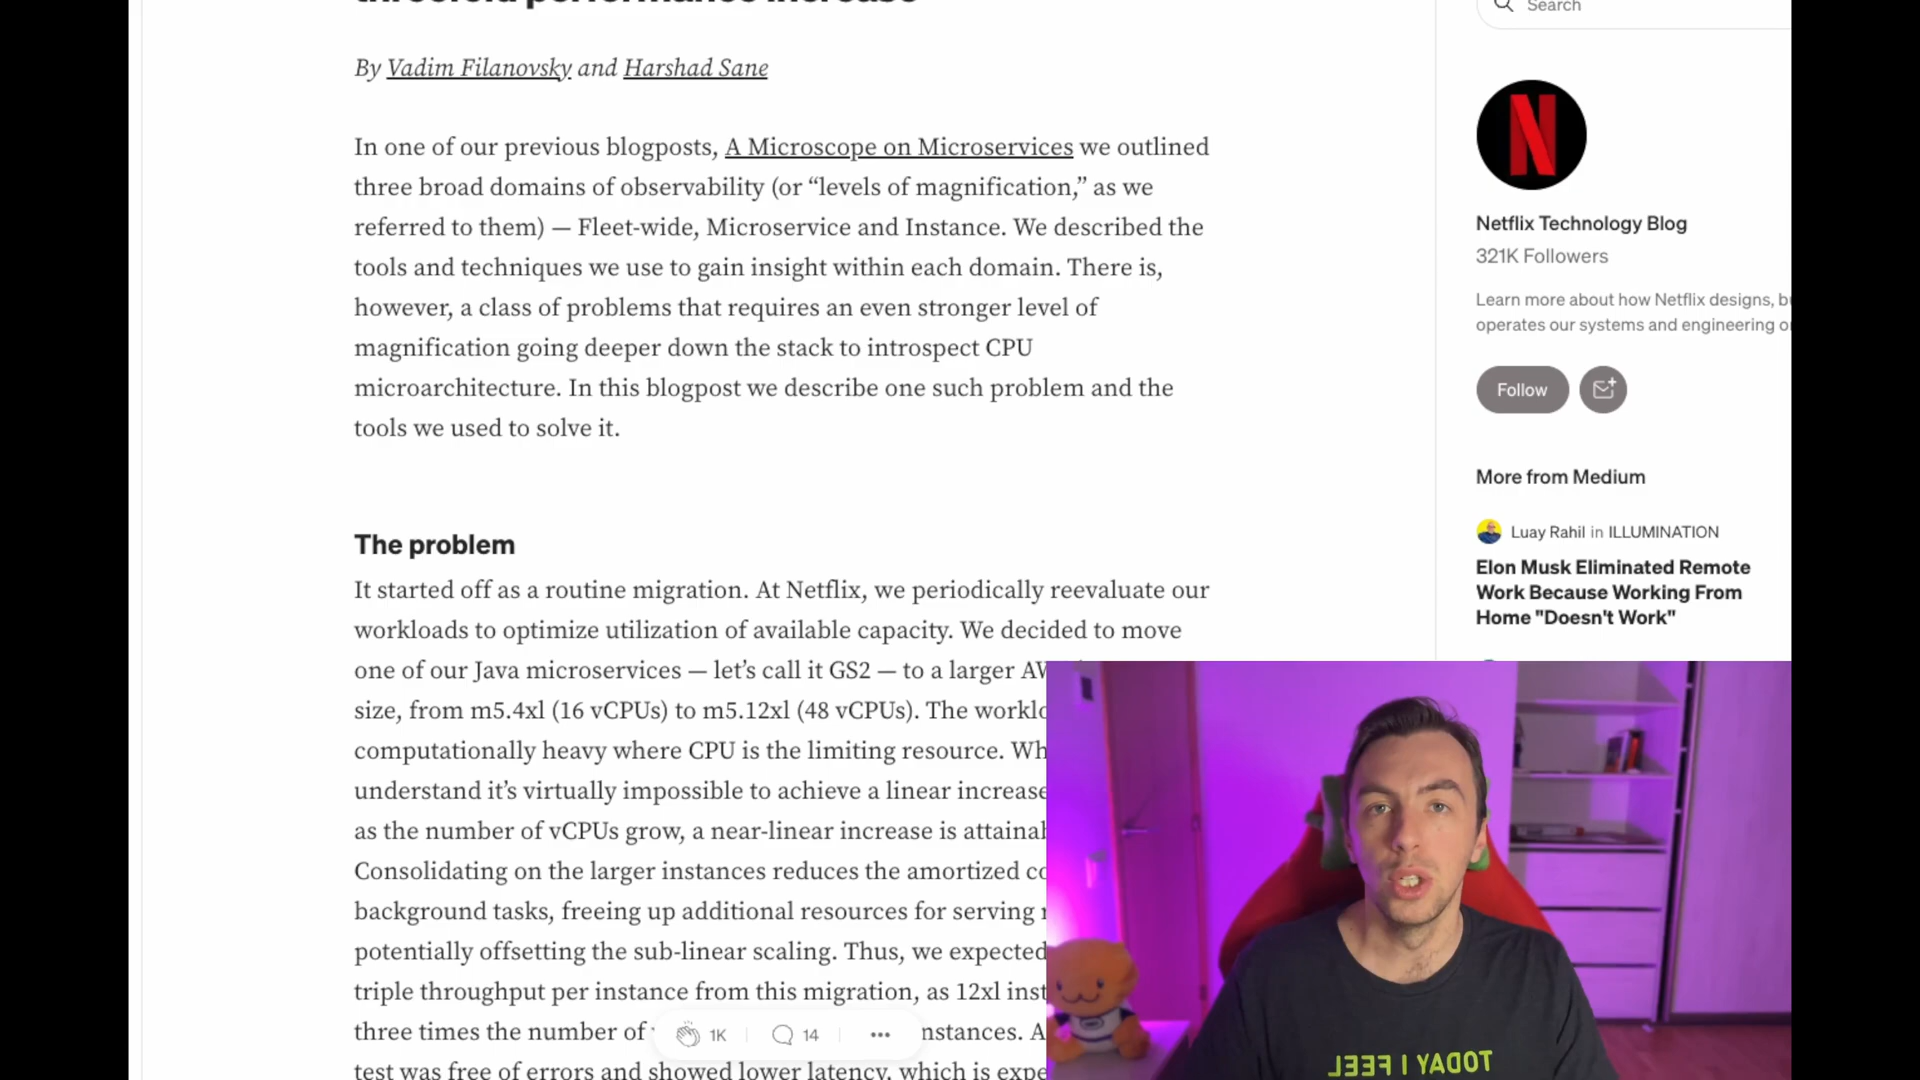 threefold performance increase
Search
By Vadim Filanovsky and Harshad Sane
In one of our previous blogposts, A Microscope on Microservices we outlined
three broad domains of observability (or “levels of magnification,” as we
referred to them) — Fleet-wide, Microservice and Instance. We described the
tools and techniques we use to gain insight within each domain. There is,
however, a class of problems that requires an even stronger level of
magnification going deeper down the stack to introspect CPU
microarchitecture. In this blogpost we describe one such problem and the
tools we used to solve it.
The problem
It started off as a routine migration. At Netflix, we periodically reevaluate our
workloads to optimize utilization of available capacity. We decided to move
one of our Java microservices — let’s call it GS2 — to a larger AW
size, from m5.4xl (16 vCPUs) to m5.12xl (48 vCPUs). The worklo
computationally heavy where CPU is the limiting resource. Wh
understand it’s virtually impossible to achieve a linear increase
as the number of vCPUs grow, a near-linear increase is attainab
Consolidating on the larger instances reduces the amortized co
background tasks, freeing up additional resources for serving r
potentially offsetting the sub-linear scaling. Thus, we expected
triple throughput per instance from this migration, as 12xl inst
three times the number of nstances. A
test was free of errors and showed lower latency, which is expe
1K 14
N
Netflix Technology Blog
321K Followers
Learn more about how Netflix designs, b
operates our systems and engineering o
Follow
More from Medium
Luay Rahil in ILLUMINATION
Elon Musk Eliminated Remote
Work Because Working From
Home "Doesn't Work"
TODAY I FEEL